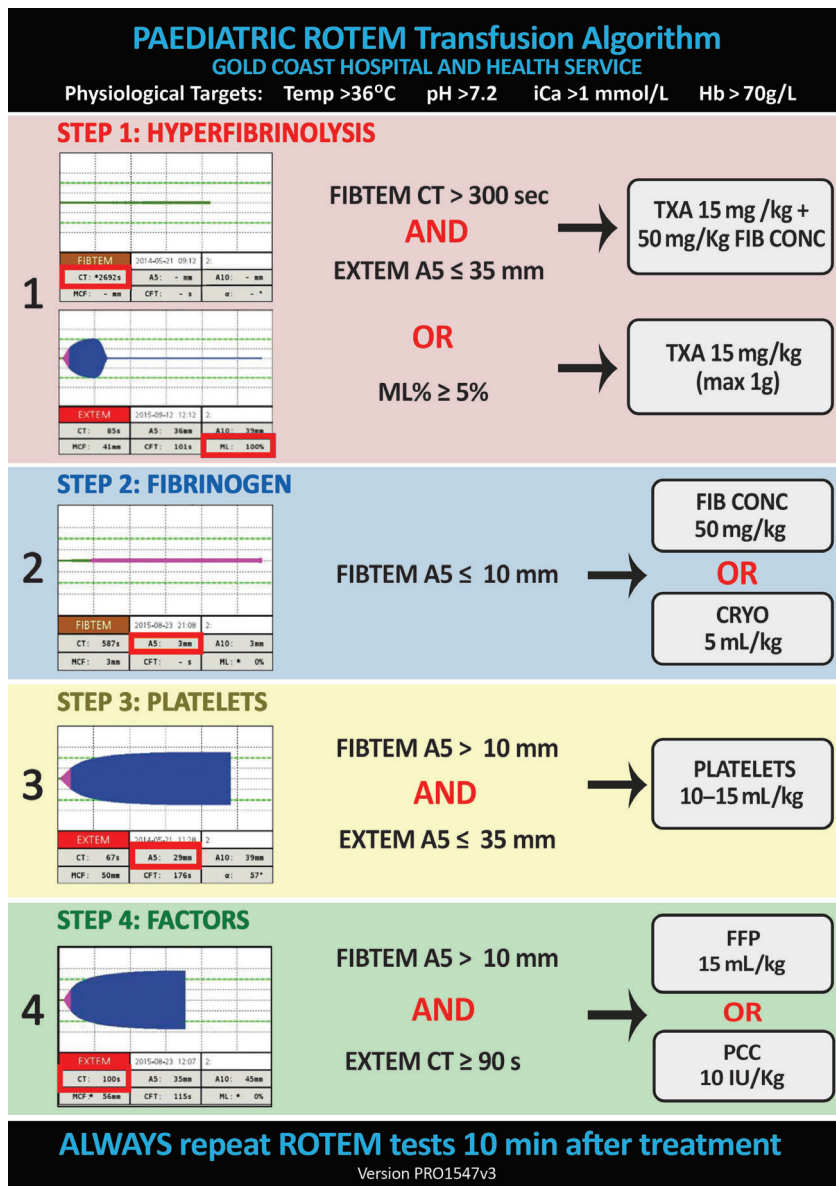 PAEDIATRIC ROTEM Transfusion Algorithm
GOLD COAST HOSPITAL AND HEALTH SERVICE
Physiological Targets: Temp >36°C pH >7.2 iCa >1 mmol/L Hb > 70g/L
STEP 1: HYPERFIBRINOLYSIS
1
FIBTEM 2014-05-21 09:12 2:
CT: *2692s A5: - mm A10: - mm
MCF: - mm CFT: - s α: - °
FIBTEM CT > 300 sec
AND
EXTEM A5 ≤ 35 mm
TXA 15 mg /kg +
50 mg/Kg FIB CONC
OR
EXTEM 2015-09-12 12:12 2:
CT: 85s A5: 36mm A10: 39mm
MCF: 41mm CFT: 101s ML: 100%
ML% ≥ 5%
TXA 15 mg/kg
(max 1g)
STEP 2: FIBRINOGEN
2
FIBTEM 2015-08-23 21:08 2:
CT: 587s A5: 3mm A10: 3mm
MCF: 3mm CFT: - s ML: * 0%
FIBTEM A5 ≤ 10 mm
FIB CONC
50 mg/kg
OR
CRYO
5 mL/kg
STEP 3: PLATELETS
3
EXTEM 2014-05-21 11:28 2:
CT: 67s A5: 29mm A10: 39mm
MCF: 50mm CFT: 176s α: 57°
FIBTEM A5 > 10 mm
AND
EXTEM A5 ≤ 35 mm
PLATELETS
10–15 mL/kg
STEP 4: FACTORS
4
EXTEM 2015-08-23 12:07 2:
CT: 100s A5: 35mm A10: 45mm
MCF:* 56mm CFT: 115s ML: * 0%
FIBTEM A5 > 10 mm
AND
EXTEM CT ≥ 90 s
FFP
15 mL/kg
OR
PCC
10 IU/Kg
ALWAYS repeat ROTEM tests 10 min after treatment
Version PRO1547v3